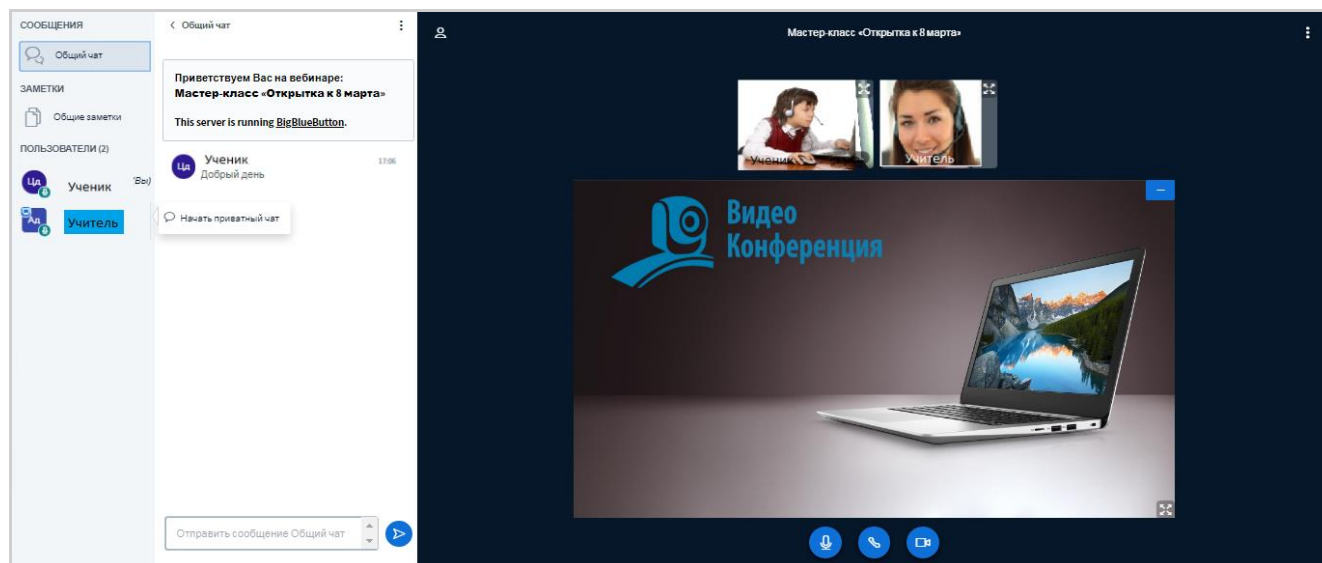 СООБЩЕНИЯ
Общий чат
ЗАМЕТКИ
Общие заметки
ПОЛЬЗОВАТЕЛИ (2)
Цд
Ученик
'Вы)
Ад
Учитель
Общий чат
Приветствуем Вас на вебинаре:
Мастер-класс «Открытка к 8 марта»
This server is running BigBlueButton.
Цд
Ученик
17:06
Добрый день
Начать приватный чат
Отправить сообщение Общий чат
Мастер-класс «Открытка к 8 марта»
Ученик
Учитель
Видео
Конференция